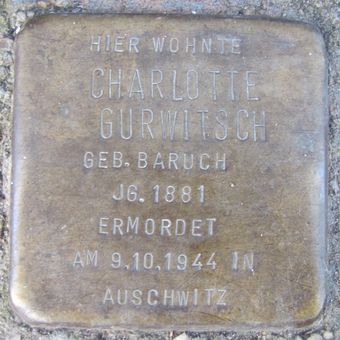 HIER WOHNTE
CHARLOTTE
GURWITSCH
GEB. BARUCH
JG. 1881
ERMORDET
AM 9.10.1944 IN
AUSCHWITZ